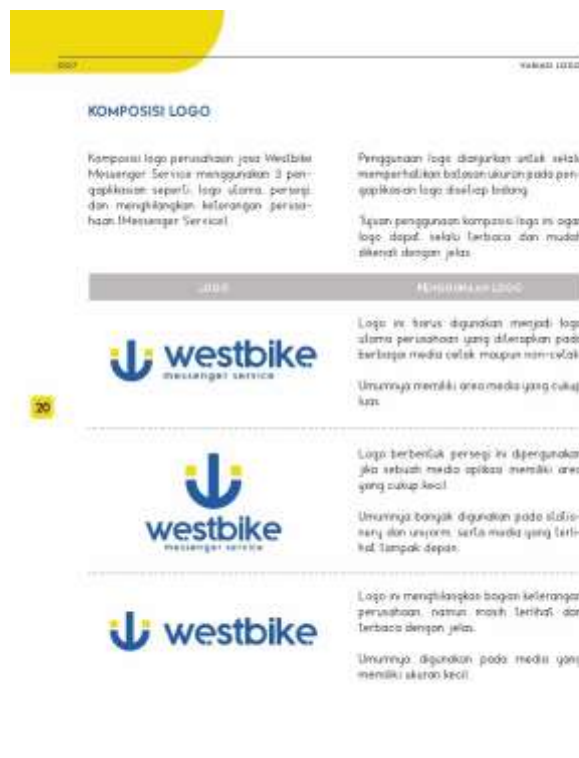 007
VARIASI LOGO
KOMPOSISI LOGO
Komposisi logo perusahaan jasa Westbike
Messenger Service menggunakan 3 pen-
gaplikasian seperti: logo utama, persegi,
dan menghilangkan keterangan perusa-
haan (Messenger Service).
Penggunaan logo dianjurkan untuk selalu
memperhatikan batasan ukuran pada pen-
gaplikasian logo disetiap bidang.
Tujuan penggunaan komposisi logo ini agar
logo dapat selalu terbaca dan mudah
dikenali dengan jelas.
LOGO
PENGGUNAAN LOGO
westbike
messenger service
Logo ini harus digunakan menjadi logo
utama perusahaan yang diterapkan pada
berbagai media cetak maupun non-cetak.
Umumnya memiliki area media yang cukup
luas.
20
westbike
messenger service
Logo berbentuk persegi ini dipergunakan
jika sebuah media aplikasi memiliki area
yang cukup kecil.
Umumnya banyak digunakan pada statio-
nery dan uniform, serta media yang terli-
hat tampak depan.
westbike
Logo ini menghilangkan bagian keterangan
perusahaan, namun masih terlihat dan
terbaca dengan jelas.
Umumnya digunakan pada media yang
memiliki ukuran kecil.